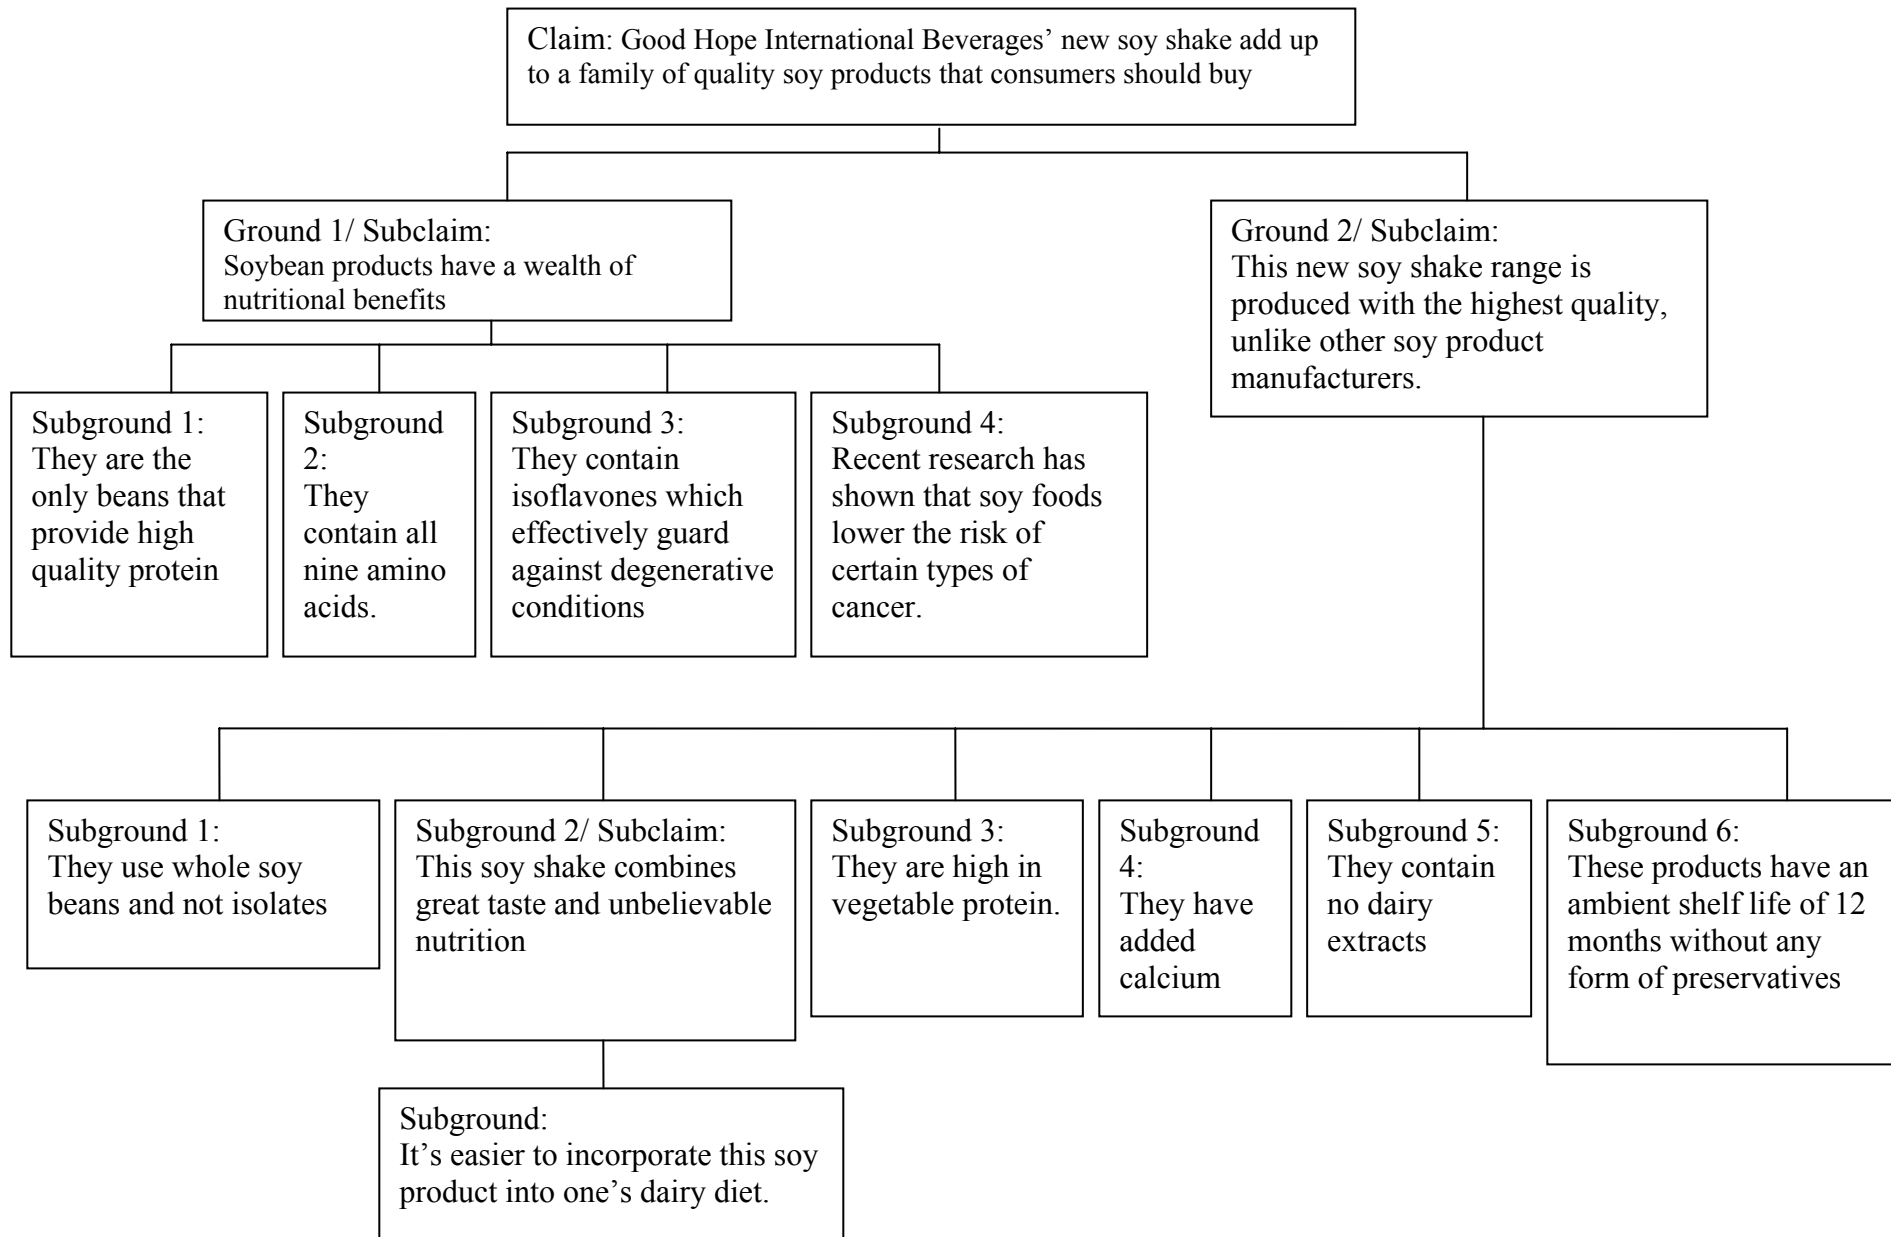 Claim: Good Hope International Beverages’ new soy shake add up
to a family of quality soy products that consumers should buy
Ground 1/ Subclaim:
Soybean products have a wealth of
nutritional benefits
Ground 2/ Subclaim:
This new soy shake range is
produced with the highest quality,
unlike other soy product
manufacturers.
Subground 1:
They are the
only beans that
provide high
quality protein
Subground
2:
They
contain all
nine amino
acids.
Subground 3:
They contain
isoflavones which
effectively guard
against degenerative
conditions
Subground 4:
Recent research has
shown that soy foods
lower the risk of
certain types of
cancer.
Subground 1:
They use whole soy
beans and not isolates
Subground 2/ Subclaim:
This soy shake combines
great taste and unbelievable
nutrition
Subground 3:
They are high in
vegetable protein.
Subground
4:
They have
added
calcium
Subground 5:
They contain
no dairy
extracts
Subground 6:
These products have an
ambient shelf life of 12
months without any
form of preservatives
Subground:
It’s easier to incorporate this soy
product into one’s dairy diet.